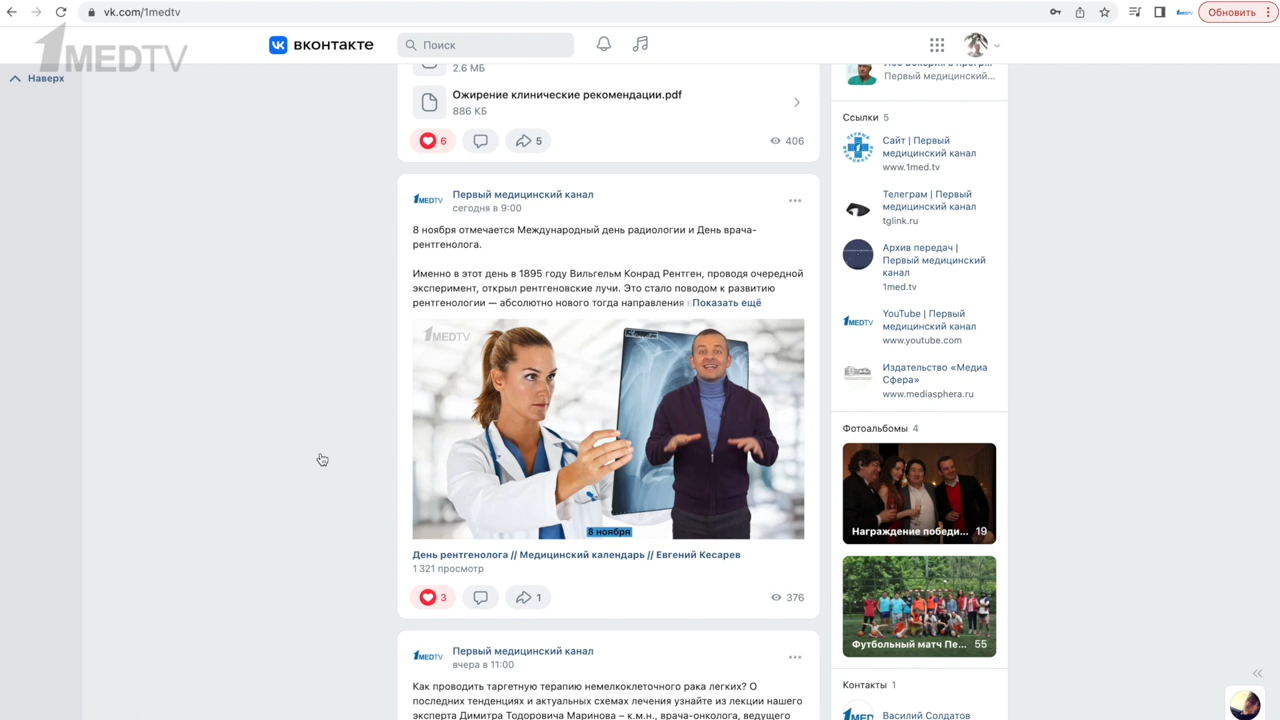 vk.com/1medtv
Обновить
1MEDTV
вконтакте
Поиск
Наверх
2.6 МБ
Ожирение клинические рекомендации.pdf
886 КБ
6
5
406
1MEDTV
Первый медицинский канал
сегодня в 9:00
8 ноября отмечается Международный день радиологии и День врача-
рентгенолога.
Именно в этот день в 1895 году Вильгельм Конрад Рентген, проводя очередной
эксперимент, открыл рентгеновские лучи. Это стало поводом к развитию
рентгенологии — абсолютно нового тогда направления Показать ещё
1MEDTV
8 ноября
День рентгенолога // Медицинский календарь // Евгений Кесарев
1 321 просмотр
3
1
376
1MEDTV
Первый медицинский канал
вчера в 11:00
Как проводить таргетную терапию немелкоклеточного рака легких? О
последних тенденциях и актуальных схемах лечения узнайте из лекции нашего
эксперта Димитра Тодоровича Маринова – к.м.н., врача-онколога, ведущего
Первый медицинский...
Ссылки 5
Сайт | Первый
медицинский канал
www.1med.tv
Телеграм | Первый
медицинский канал
tglink.ru
Архив передач |
Первый медицинский
канал
1med.tv
1MEDTV
YouTube | Первый
медицинский канал
www.youtube.com
Издательство «Медиа
Сфера»
www.mediasphera.ru
Фотоальбомы 4
Награждение победи... 19
Футбольный матч Пе... 55
Контакты 1
Василий Солдатов